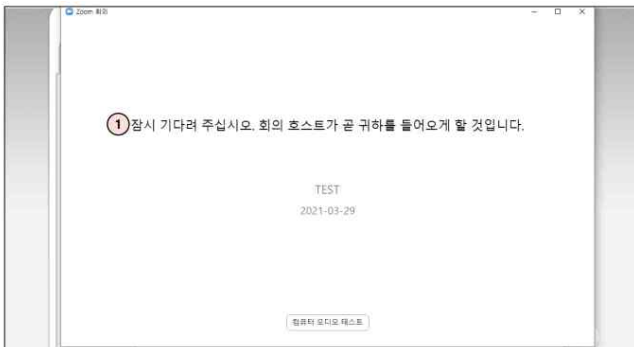 Zoom 회의
1 잠시 기다려 주십시오. 회의 호스트가 곧 귀하를 들어오게 할 것입니다.
TEST
2021-03-29
컴퓨터 오디오 테스트